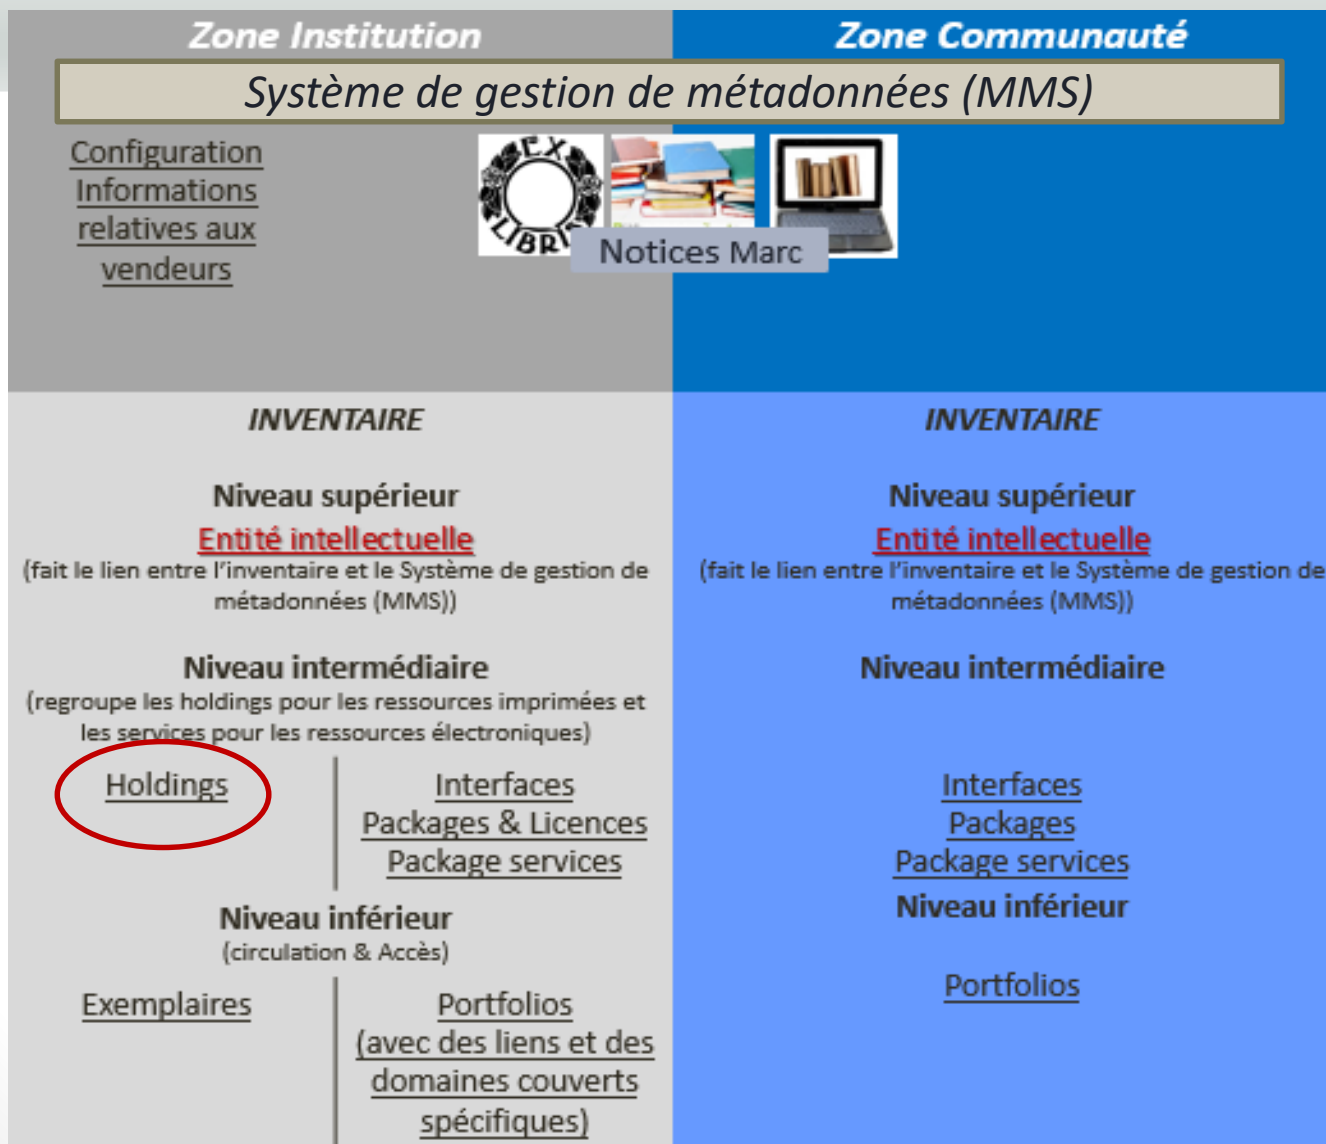 Zone Institution
Zone Communauté
Système de gestion de métadonnées (MMS)
Configuration
Informations
relatives aux
vendeurs
EX
LIBRIS
Notices Marc
INVENTAIRE
Niveau supérieur
Entité intellectuelle
(fait le lien entre l'inventaire et le Système de gestion de
métadonnées (MMS))
Niveau intermédiaire
(regroupe les holdings pour les ressources imprimées et
les services pour les ressources électroniques)
Holdings
Interfaces
Packages & Licences
Package services
Niveau inférieur
(circulation & Accès)
Exemplaires
Portfolios
(avec des liens et des
domaines couverts
spécifiques)
INVENTAIRE
Niveau supérieur
Entité intellectuelle
(fait le lien entre l'inventaire et le Système de gestion de
métadonnées (MMS))
Niveau intermédiaire
Interfaces
Packages
Package services
Niveau inférieur
Portfolios